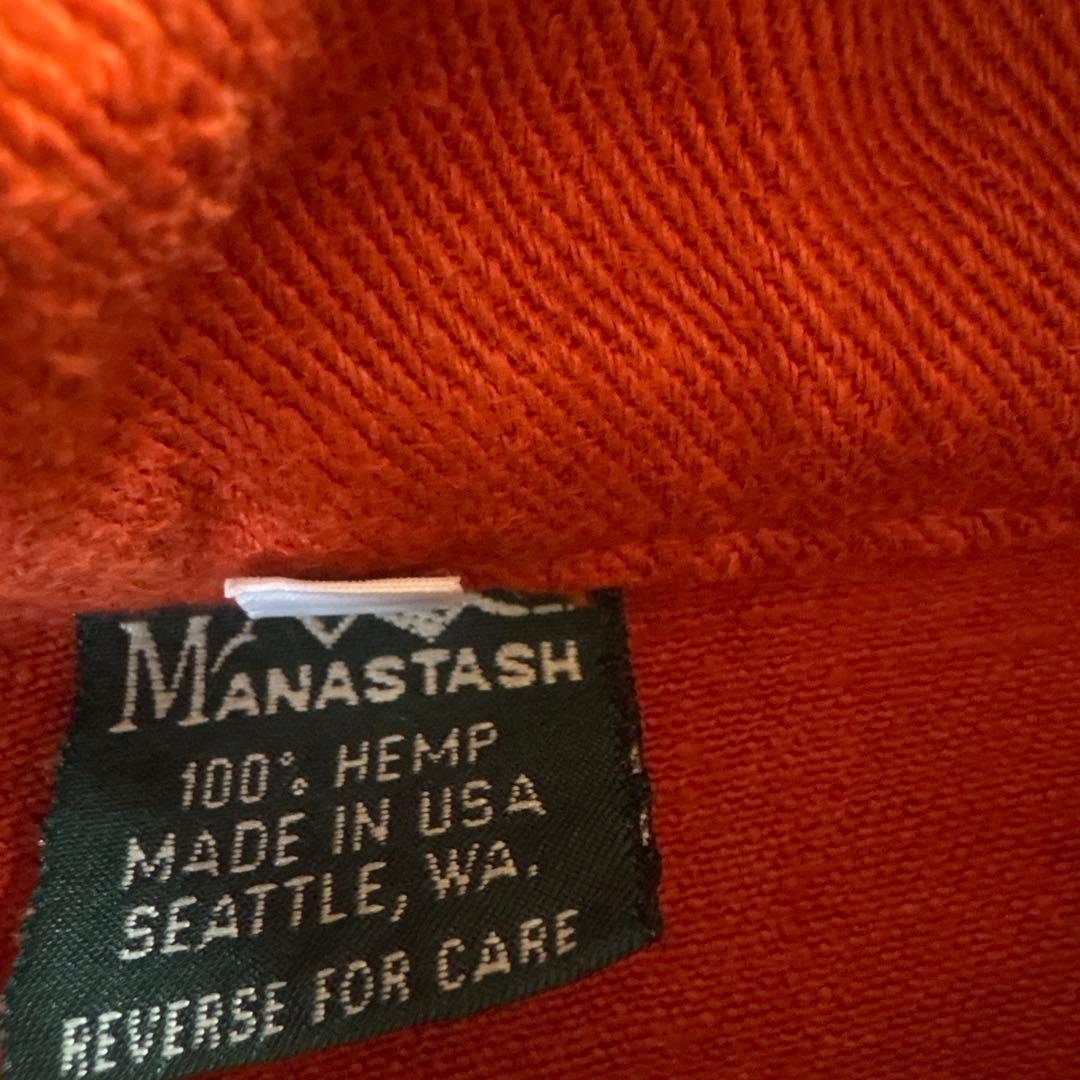 MANASTASH
100% HEMP
MADE IN USA
SEATTLE, WA.
REVERSE FOR CARE